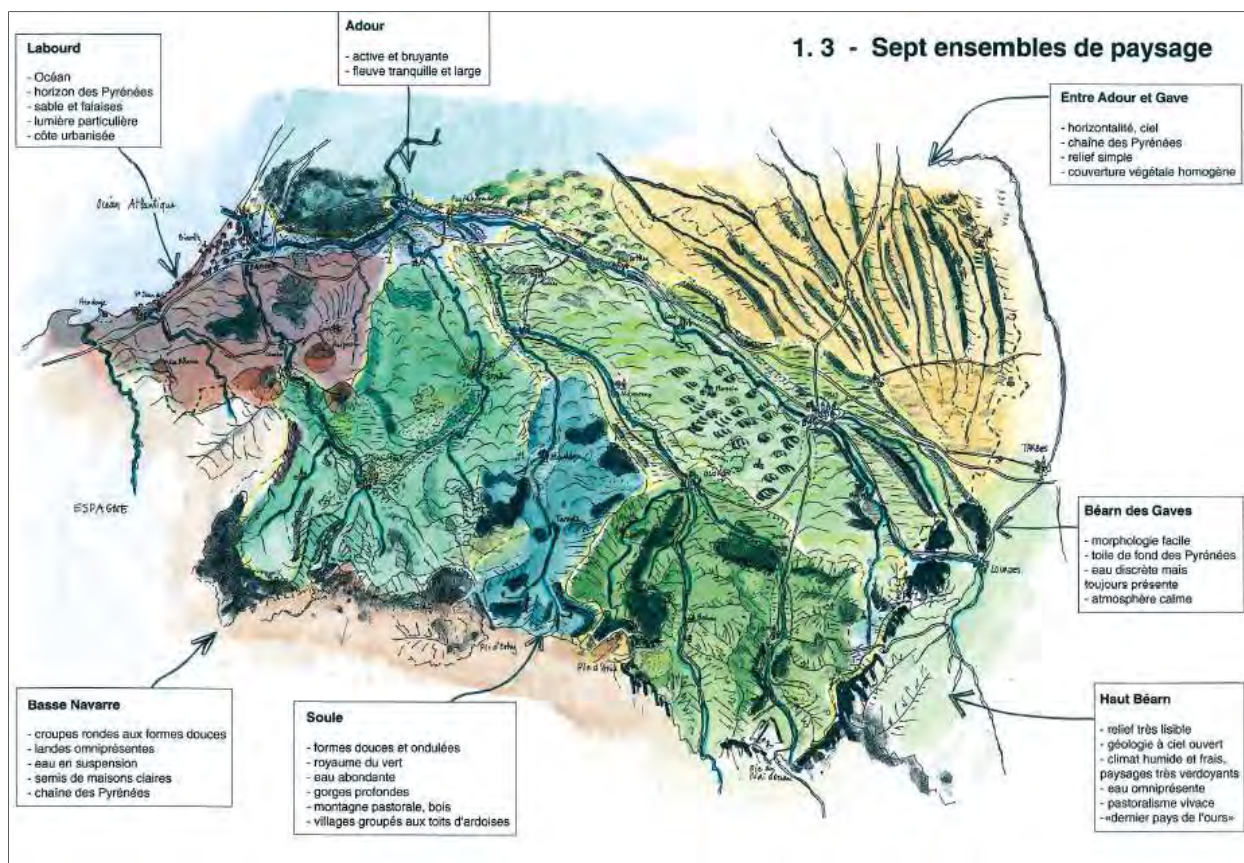 1. 3 - Sept ensembles de paysage
Labourd
- Océan
- horizon des Pyrénées
- sable et falaises
- lumière particulière
- côte urbanisée
Adour
- active et bruyante
- fleuve tranquille et large
Entre Adour et Gave
- horizontalité, ciel
- chaîne des Pyrénées
- relief simple
- couverture végétale homogène
Océan Atlantique
Hendaye
ESPAGNE
TARBES
LOURDES
Béarn des Gaves
- morphologie facile
- toile de fond des Pyrénées
- eau discrète mais
toujours présente
- atmosphère calme
Basse Navarre
- croupes rondes aux formes douces
- landes omniprésentes
- eau en suspension
- semis de maisons claires
- chaîne des Pyrénées
Soule
- formes douces et ondulées
- royaume du vert
- eau abondante
- gorges profondes
- montagne pastorale, bois
- villages groupés aux toits d'ardoises
Haut Béarn
- relief très lisible
- géologie à ciel ouvert
- climat humide et frais,
paysages très verdoyants
- eau omniprésente
- pastoralisme vivace
- «dernier pays de l'ours»